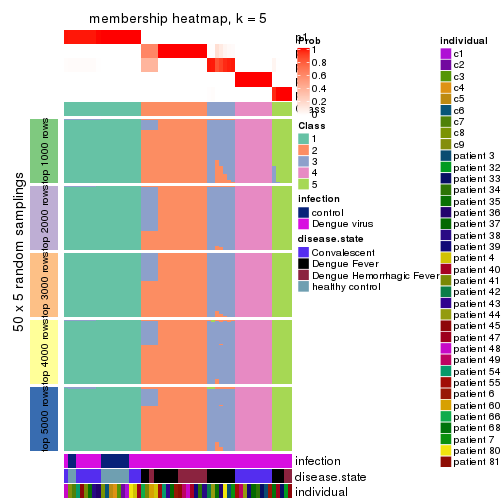 membership heatmap, k = 5
p1
Prob
1
0.8
0.6
0.4
0.2
0
Class
1
2
3
4
5
infection
control
Dengue virus
disease.state
Convalescent
Dengue Fever
Dengue Hemorrhagic Fever
healthy control
50 x 5 random samplings
top 1000 rows
top 2000 rows
top 3000 rows
top 4000 rows
top 5000 rows
infection
disease.state
individual
individual
c1
c2
c3
c4
c5
c6
c7
c8
c9
patient 3
patient 32
patient 33
patient 34
patient 35
patient 36
patient 37
patient 38
patient 39
patient 4
patient 40
patient 41
patient 42
patient 43
patient 44
patient 45
patient 47
patient 48
patient 49
patient 54
patient 55
patient 6
patient 60
patient 66
patient 68
patient 7
patient 80
patient 81